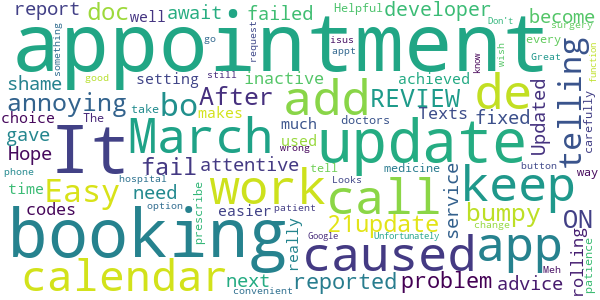 report doc well await failed Helpful developer become
something go still request isus appt Don't every surgery
appointment
shame setting inactive good achieved know wish Great function
annoying bo After makes add REVIEW de telling
choice The take doctors Texts fixed Updated carefully
gave It March much used update wrong
Hope fail attentive tell Looks medicine button way
phone time Easy need hospital work call keep
codes option easier prescribe patient 21update service bumpy ON
booking really Google caused Unfortunately app change rolling
calendar next reported problem advice Meh patience
convenient